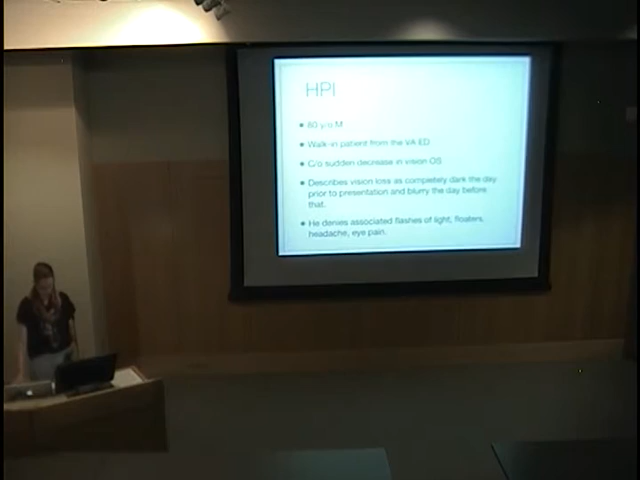 HPI
80 y/o M
Walk-in patient from the VA ED
C/o sudden decrease in vision OS
Describes vision loss as completely dark the day
prior to presentation and blurry the day before
that.
He denies associated flashes of light, floaters,
headache, eye pain.